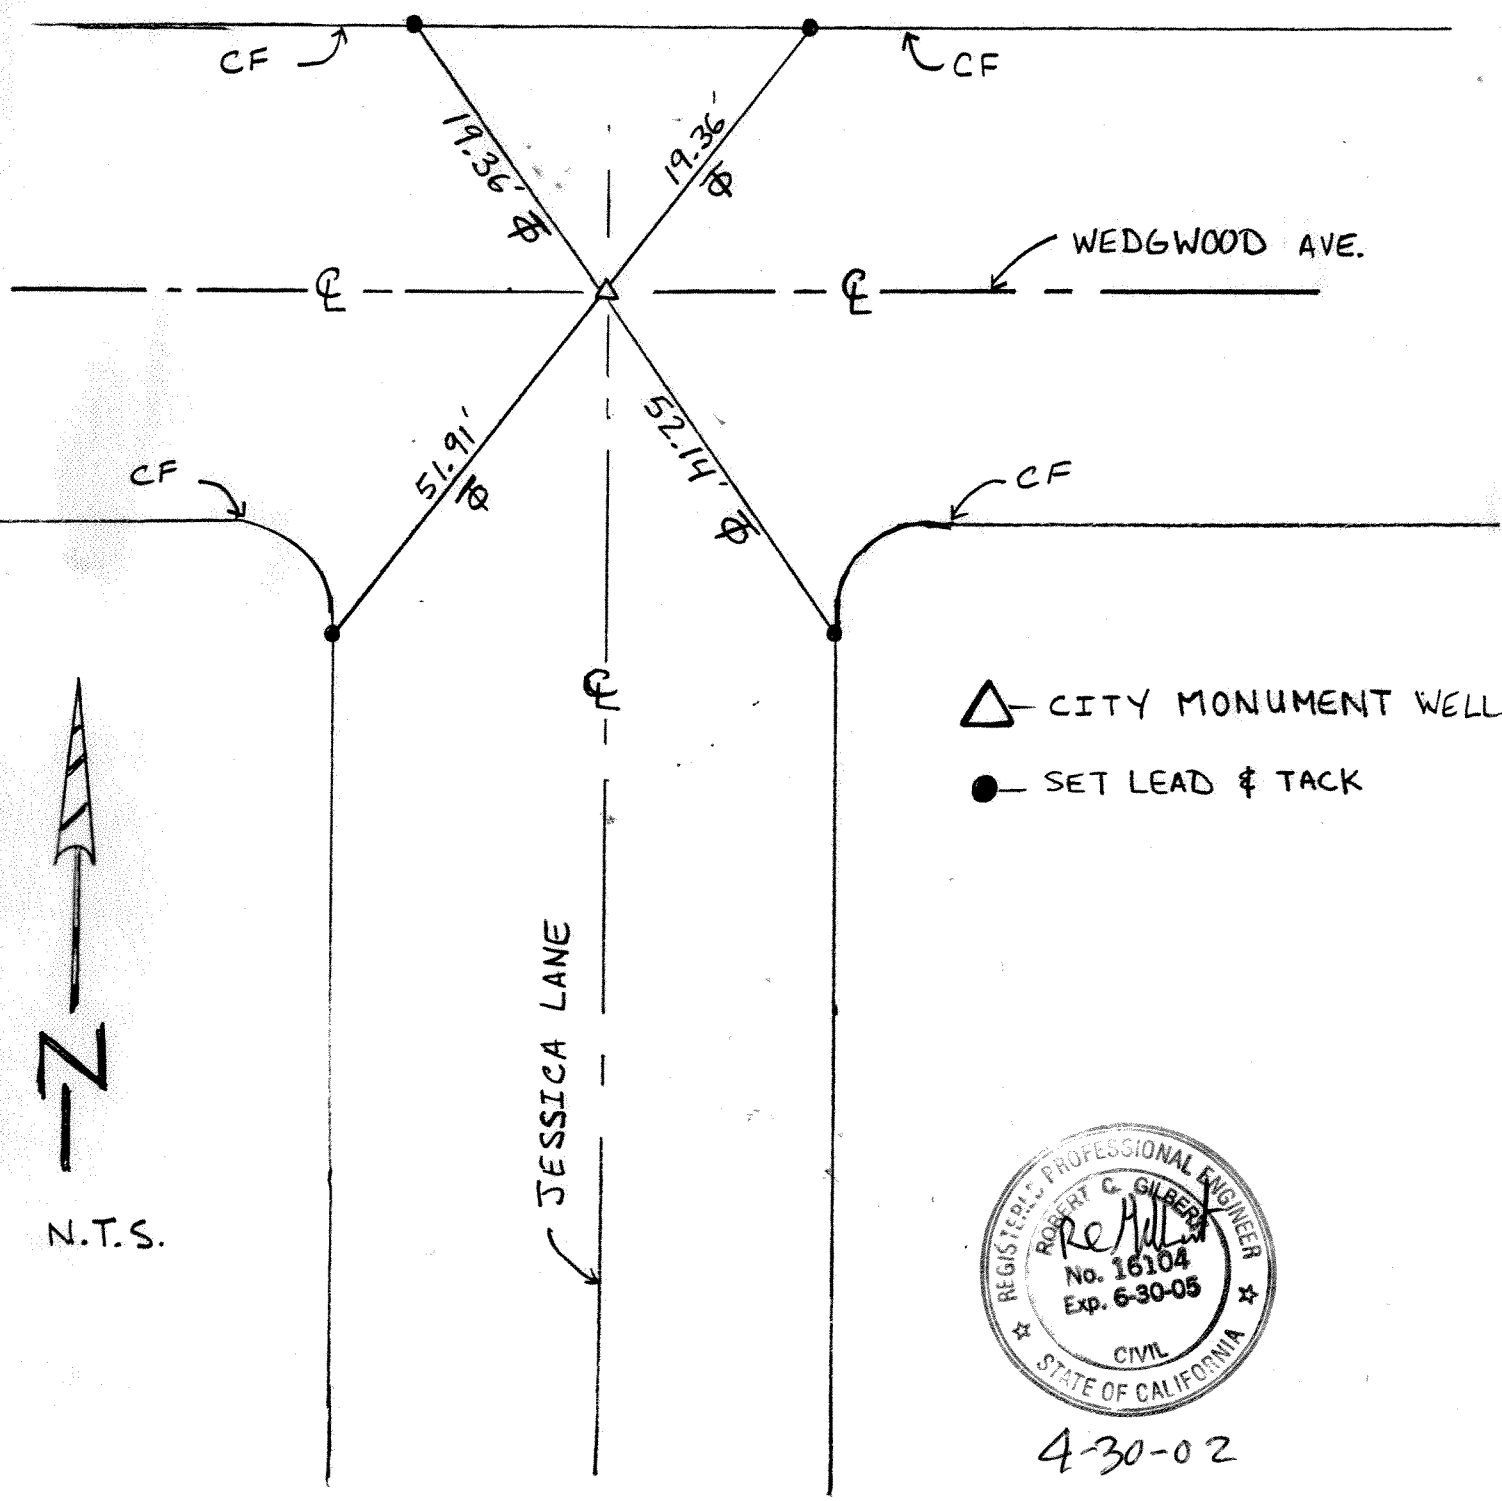 CF
CF
19.36'
19.36'
WEDGWOOD AVE.
℄
℄
51.91'
52.14'
CF
CF
℄
△ - CITY MONUMENT WELL
● - SET LEAD & TACK
JESSICA LANE
N
N.T.S.
REGISTERED PROFESSIONAL ENGINEER
ROBERT C. GILBERT
No. 16104
Exp. 6-30-05
CIVIL
STATE OF CALIFORNIA
4-30-02